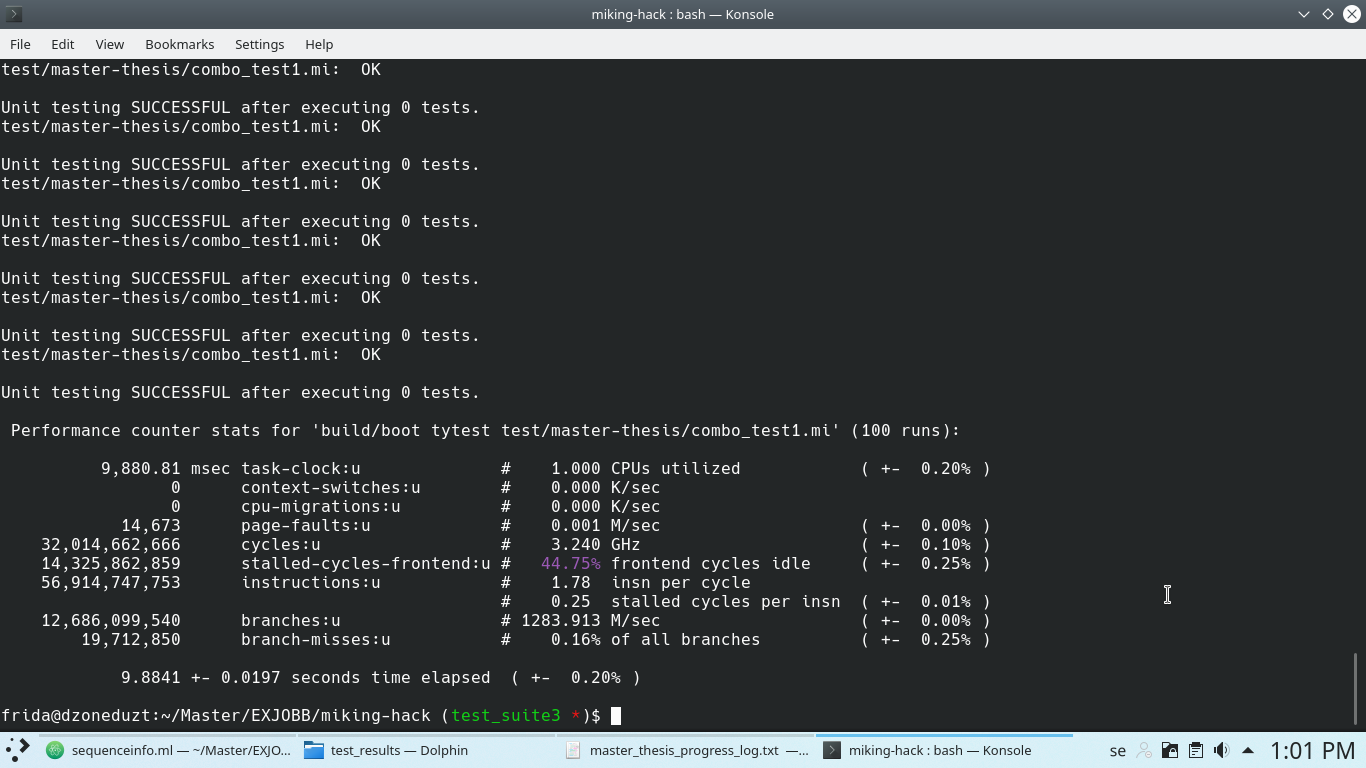 miking-hack : bash — Konsole
File Edit View Bookmarks Settings Help
test/master-thesis/combo_test1.mi:  OK
Unit testing SUCCESSFUL after executing 0 tests.
test/master-thesis/combo_test1.mi:  OK
Unit testing SUCCESSFUL after executing 0 tests.
test/master-thesis/combo_test1.mi:  OK
Unit testing SUCCESSFUL after executing 0 tests.
test/master-thesis/combo_test1.mi:  OK
Unit testing SUCCESSFUL after executing 0 tests.
test/master-thesis/combo_test1.mi:  OK
Unit testing SUCCESSFUL after executing 0 tests.
test/master-thesis/combo_test1.mi:  OK
Unit testing SUCCESSFUL after executing 0 tests.
Performance counter stats for 'build/boot tytest test/master-thesis/combo_test1.mi' (100 runs):
9,880.81 msec task-clock:u # 1.000 CPUs utilized ( +- 0.20% )
0 context-switches:u # 0.000 K/sec
0 cpu-migrations:u # 0.000 K/sec
14,673 page-faults:u # 0.001 M/sec ( +- 0.00% )
32,014,662,666 cycles:u # 3.240 GHz ( +- 0.10% )
14,325,862,859 stalled-cycles-frontend:u # 44.75% frontend cycles idle ( +- 0.25% )
56,914,747,753 instructions:u # 1.78 insn per cycle
# 0.25 stalled cycles per insn ( +- 0.01% )
12,686,099,540 branches:u # 1283.913 M/sec ( +- 0.00% )
19,712,850 branch-misses:u # 0.16% of all branches ( +- 0.25% )
9.8841 +- 0.0197 seconds time elapsed ( +- 0.20% )
frida@dzoneduzt:~/Master/EXJOBB/miking-hack (test_suite3 *)$
sequenceinfo.ml — ~/Master/EXJO... test_results — Dolphin master_thesis_progress_log.txt —... miking-hack : bash — Konsole se 1:01 PM